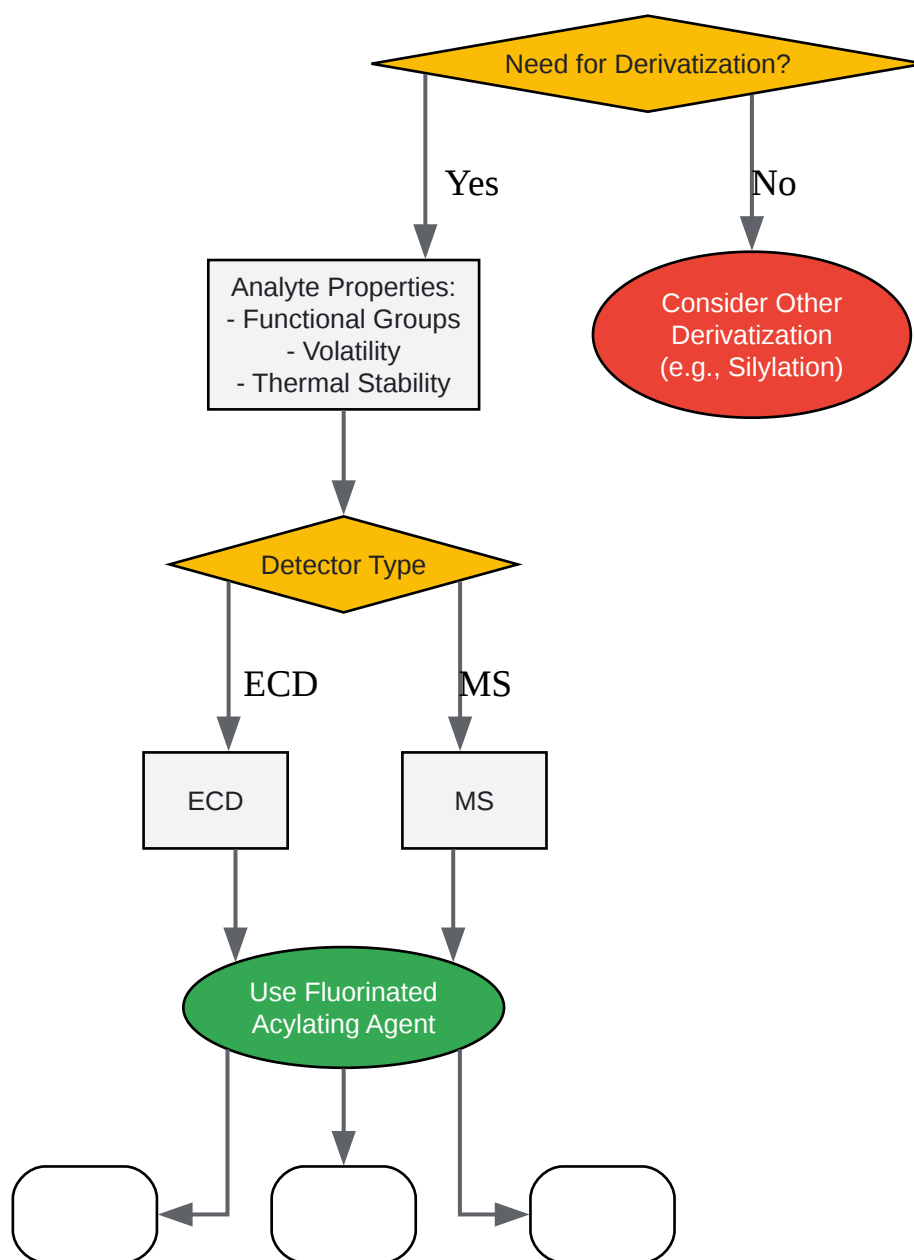 Need for Derivatization?
Yes
No
Analyte Properties:
- Functional Groups
- Volatility
- Thermal Stability
Consider Other
Derivatization
(e.g., Silylation)
Detector Type
ECD
MS
ECD
MS
Use Fluorinated
Acylating Agent